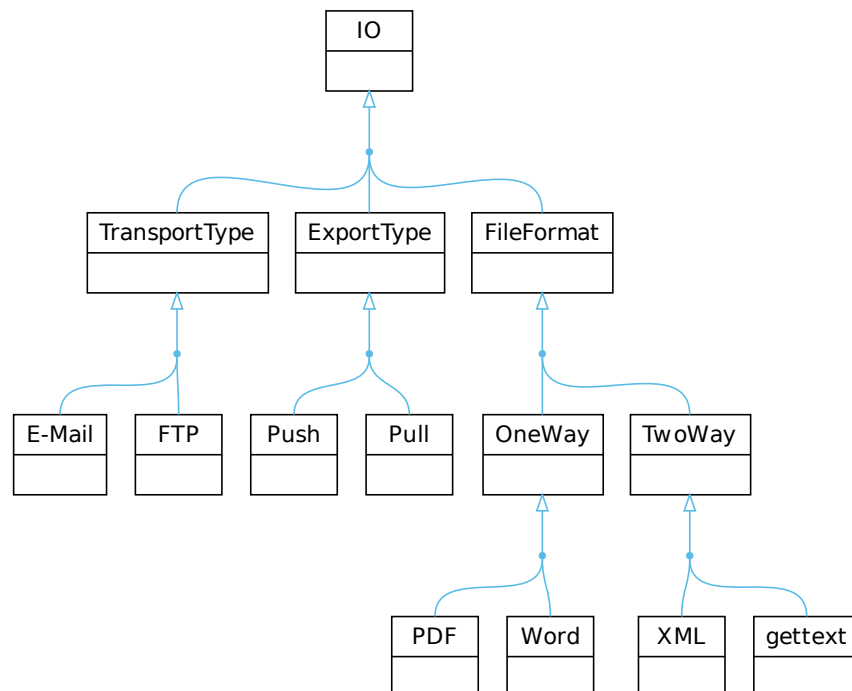 IO
TransportType
ExportType
FileFormat
E-Mail
FTP
Push
Pull
OneWay
TwoWay
PDF
Word
XML
gettext